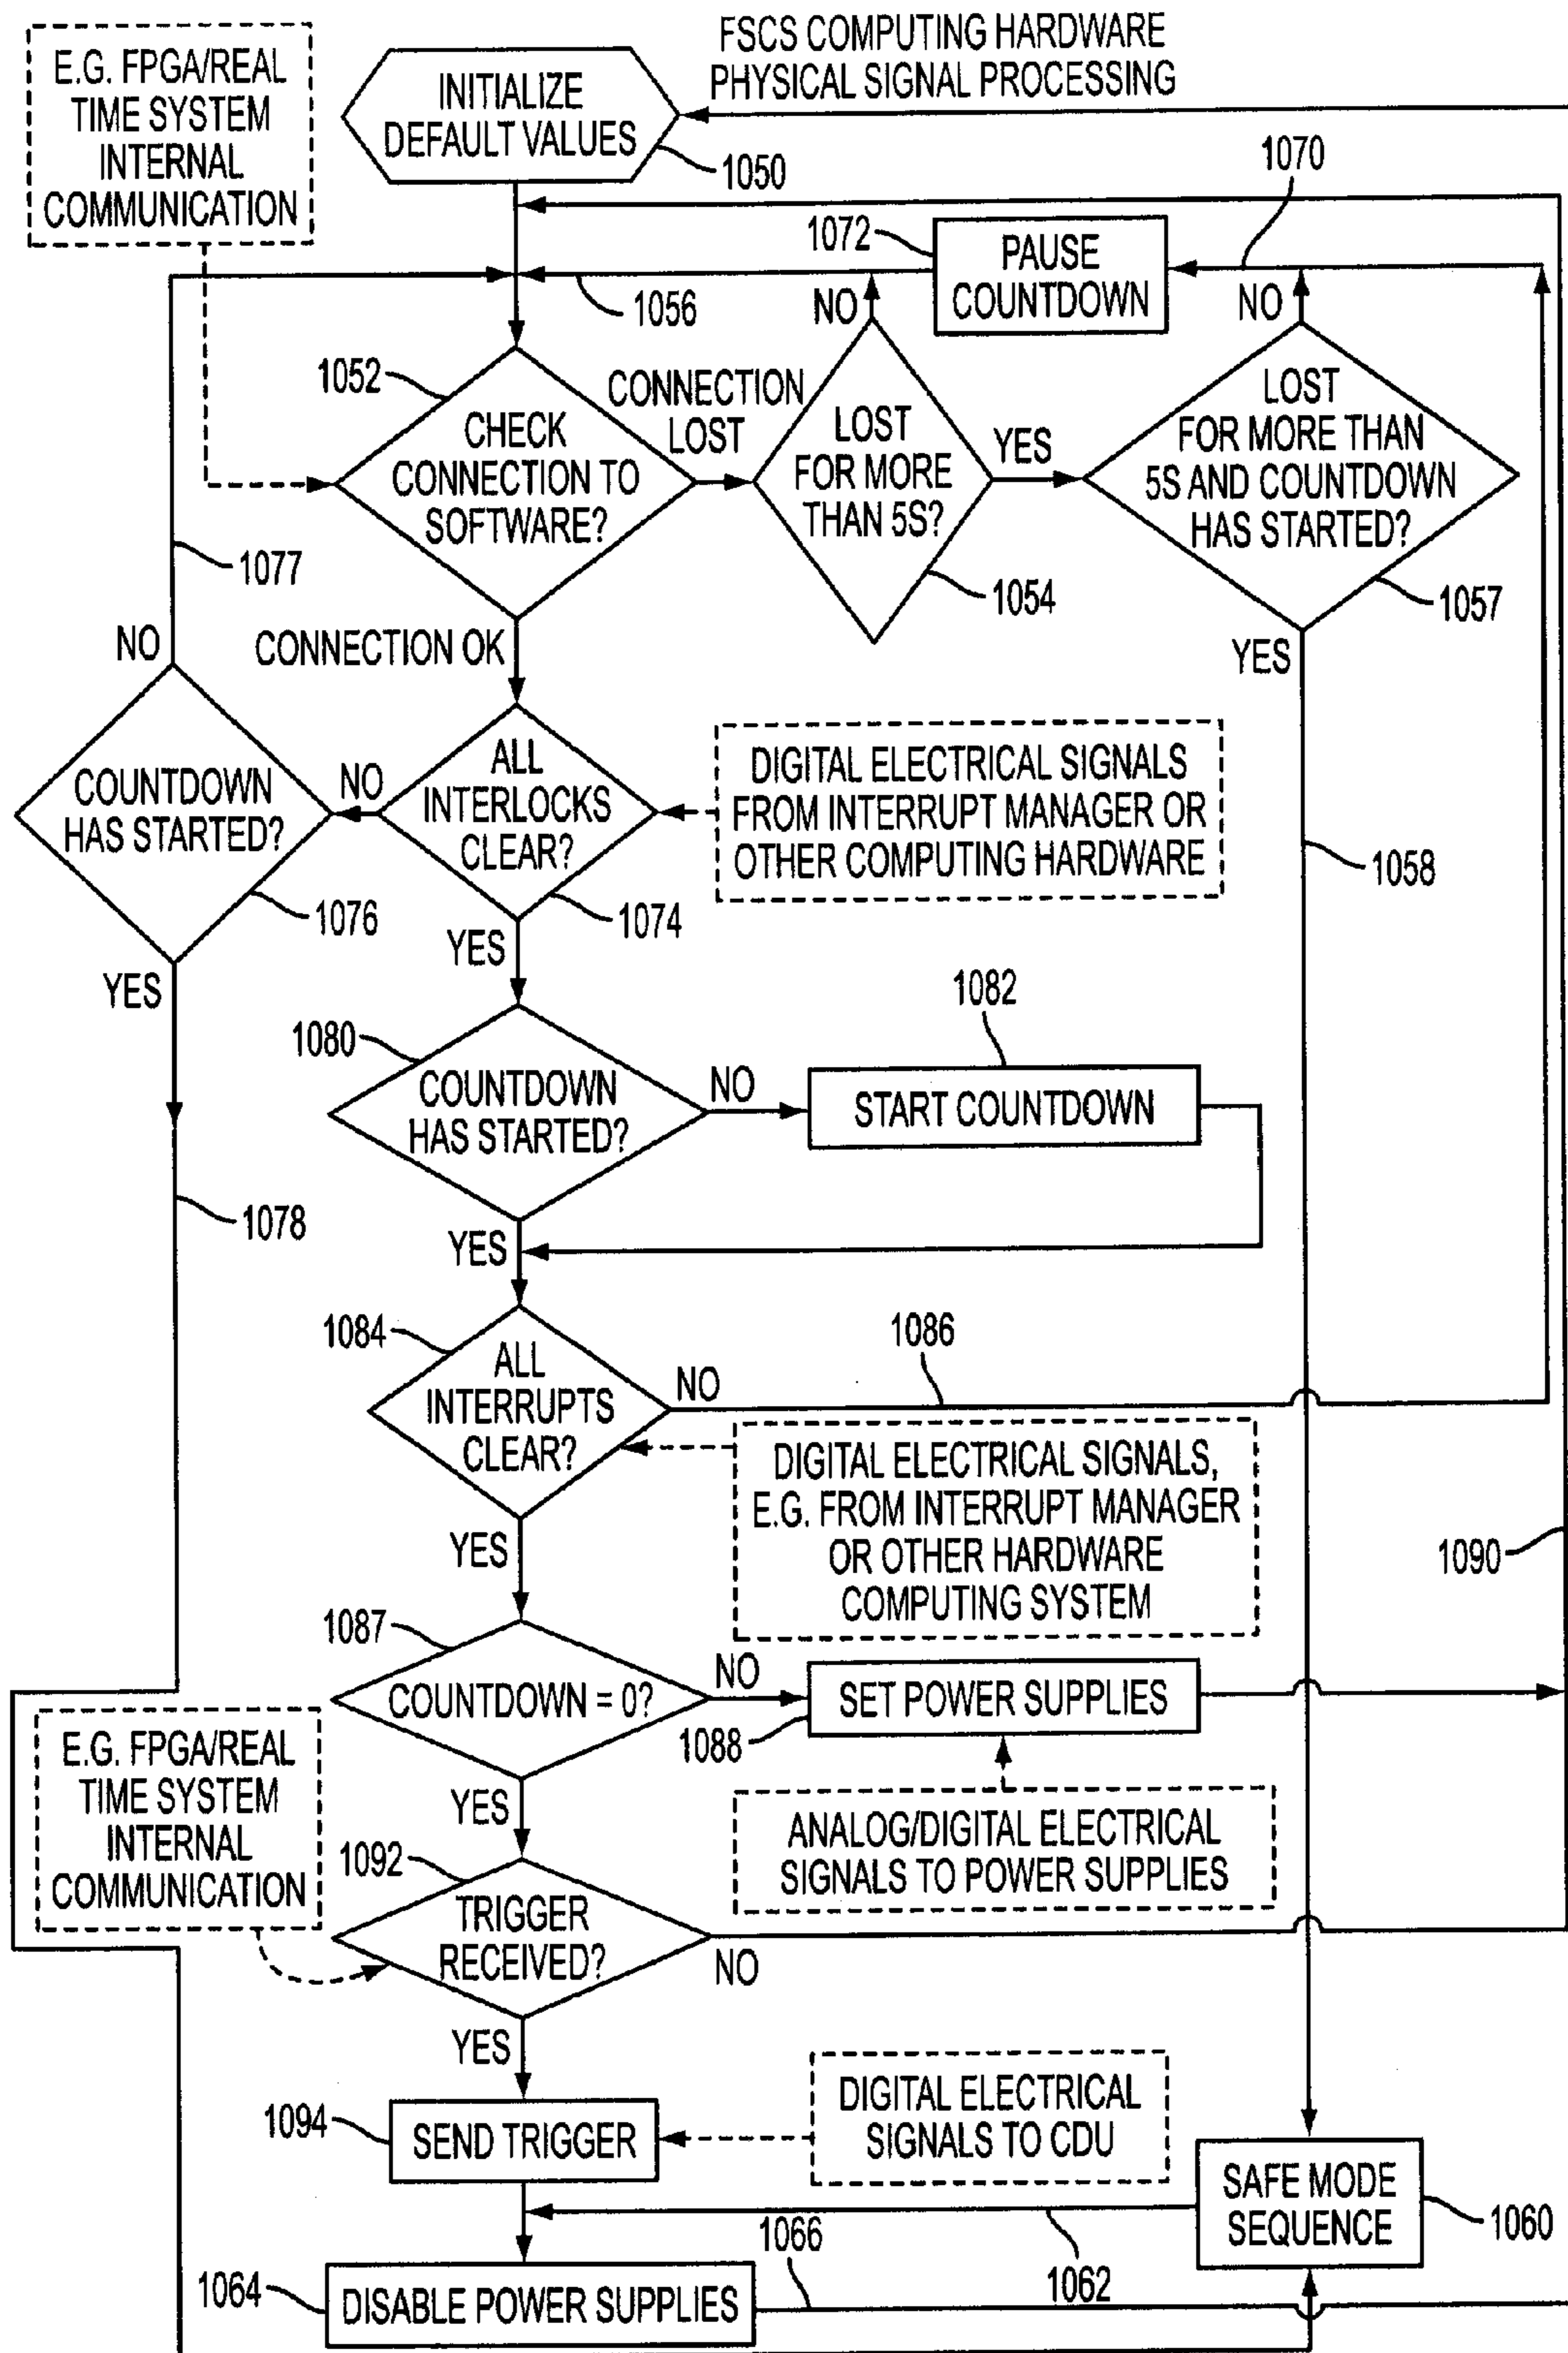 FSCS COMPUTING HARDWARE
PHYSICAL SIGNAL PROCESSING
E.G. FPGA/REAL
TIME SYSTEM
INTERNAL
COMMUNICATION
INITIALIZE
DEFAULT VALUES
1050
1070
1072
PAUSE
COUNTDOWN
1056
NO
NO
1052
CHECK
CONNECTION TO
SOFTWARE?
CONNECTION
LOST
LOST
FOR MORE
THAN 5S?
1054
YES
LOST
FOR MORE THAN
5S AND COUNTDOWN
HAS STARTED?
1057
YES
1077
NO
CONNECTION OK
COUNTDOWN
HAS STARTED?
1076
NO
ALL
INTERLOCKS
CLEAR?
1074
DIGITAL ELECTRICAL SIGNALS
FROM INTERRUPT MANAGER OR
OTHER COMPUTING HARDWARE
1058
YES
YES
1080
COUNTDOWN
HAS STARTED?
NO
1082
START COUNTDOWN
1078
YES
1084
ALL
INTERRUPTS
CLEAR?
NO
1086
DIGITAL ELECTRICAL SIGNALS,
E.G. FROM INTERRUPT MANAGER
OR OTHER HARDWARE
COMPUTING SYSTEM
1090
YES
1087
COUNTDOWN = 0?
NO
SET POWER SUPPLIES
1088
E.G. FPGA/REAL
TIME SYSTEM
INTERNAL
COMMUNICATION
YES
ANALOG/DIGITAL ELECTRICAL
SIGNALS TO POWER SUPPLIES
1092
TRIGGER
RECEIVED?
NO
YES
1094
SEND TRIGGER
DIGITAL ELECTRICAL
SIGNALS TO CDU
SAFE MODE
SEQUENCE
1060
1066
1062
1064
DISABLE POWER SUPPLIES